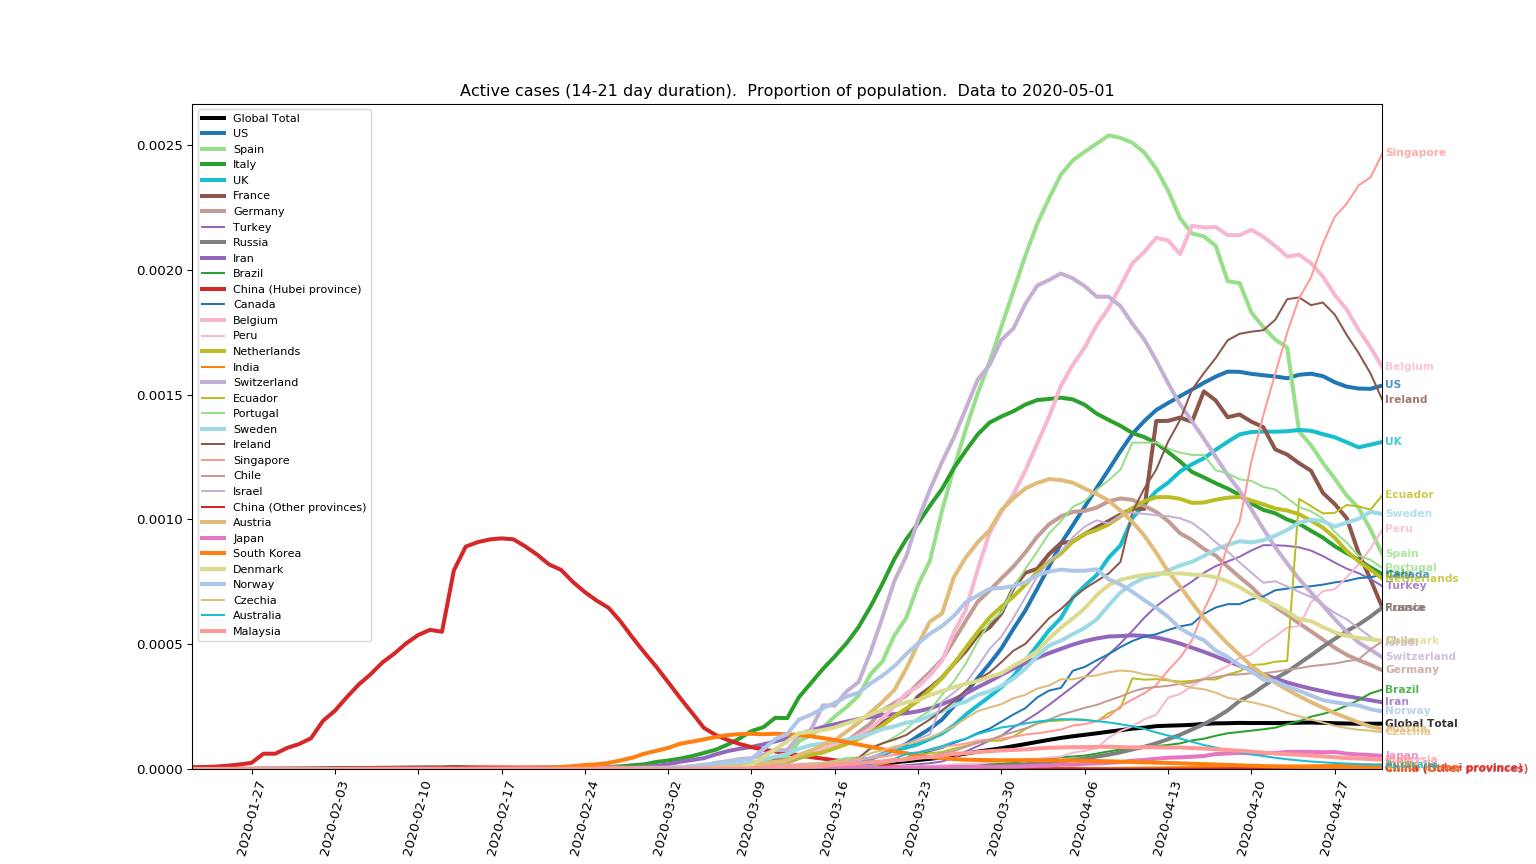 Active cases (14-21 day duration).  Proportion of population.  Data to 2020-05-01
0.0025
0.0020
0.0015
0.0010
0.0005
0.0000
Global Total
US
Spain
Italy
UK
France
Germany
Turkey
Russia
Iran
Brazil
China (Hubei province)
Canada
Belgium
Peru
Netherlands
India
Switzerland
Ecuador
Portugal
Sweden
Ireland
Singapore
Chile
Israel
China (Other provinces)
Austria
Japan
South Korea
Denmark
Norway
Czechia
Australia
Malaysia
Singapore
Belgium
US
Ireland
UK
Ecuador
Sweden
Peru
Spain
Portugal
Canada
Netherlands
Turkey
Russia
Switzerland
Germany
Brazil
Iran
Norway
Global Total
Czechia
Japan
Malaysia
China (Other provinces)
2020-01-27
2020-02-03
2020-02-10
2020-02-17
2020-02-24
2020-03-02
2020-03-09
2020-03-16
2020-03-23
2020-03-30
2020-04-06
2020-04-13
2020-04-20
2020-04-27